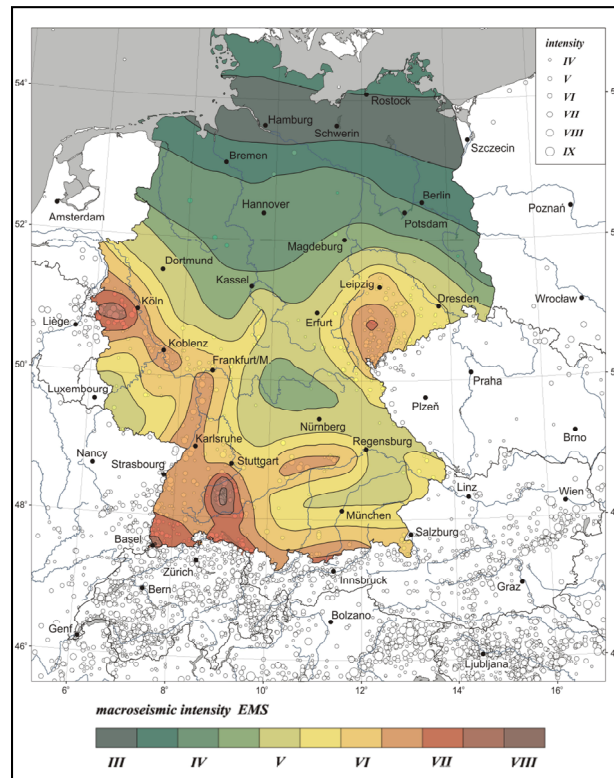 intensity
IV
V
VI
VII
VIII
IX
54°
Rostock
Hamburg
Schwerin
Szczecin
Bremen
Berlin
Amsterdam
Hannover
Potsdam
Poznań
52°
Magdeburg
Dortmund
Kassel
Leipzig
Köln
Dresden
Wrocław
Liège
Erfurt
Koblenz
Frankfurt/M.
50°
Praha
Luxembourg
Plzeň
Nürnberg
Brno
Karlsruhe
Regensburg
Nancy
Stuttgart
Strasbourg
Linz
Wien
48°
München
Salzburg
Basel
Zürich
Innsbruck
Bern
Graz
Bolzano
Genf
Ljubljana
46°
6° 8° 10° 12° 14° 16°
macroseismic intensity EMS
III IV V VI VII VIII